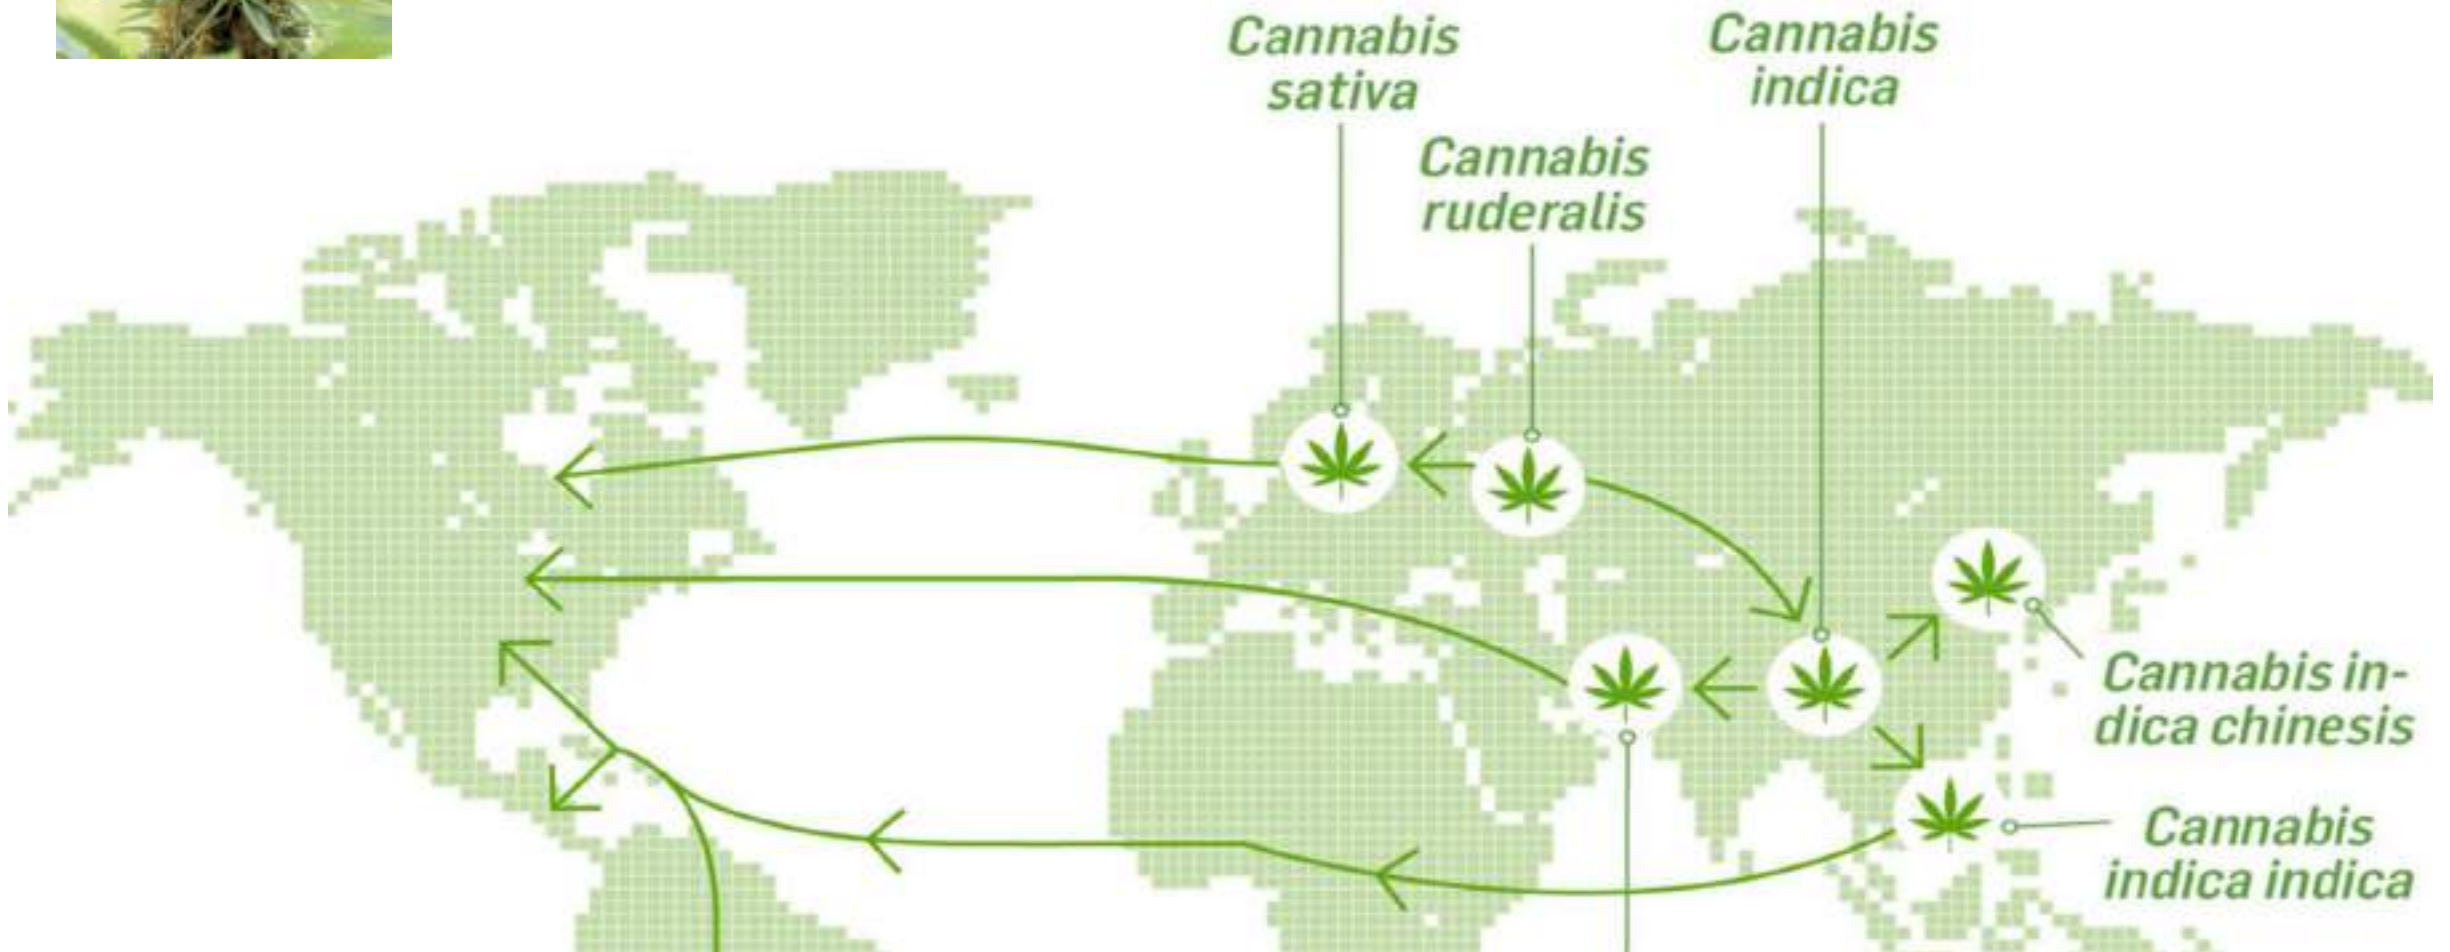 Cannabis
sativa
Cannabis
indica
Cannabis
ruderalis
Cannabis in-
dica chinesis
Cannabis
indica indica